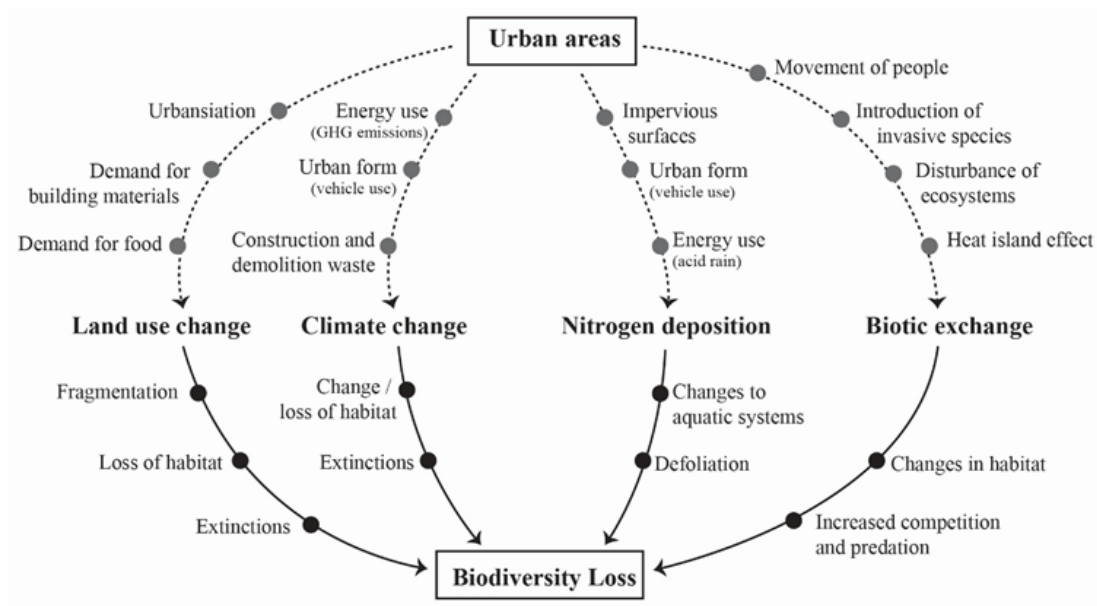 Urban areas
Urbansiation
Demand for
building materials
Demand for food
Energy use
(GHG emissions)
Urban form
(vehicle use)
Construction and
demolition waste
Impervious
surfaces
Urban form
(vehicle use)
Energy use
(acid rain)
Movement of people
Introduction of
invasive species
Disturbance of
ecosystems
Heat island effect
Land use change
Climate change
Nitrogen deposition
Biotic exchange
Fragmentation
Loss of habitat
Extinctions
Change /
loss of habitat
Extinctions
Changes to
aquatic systems
Defoliation
Changes in habitat
Increased competition
and predation
Biodiversity Loss